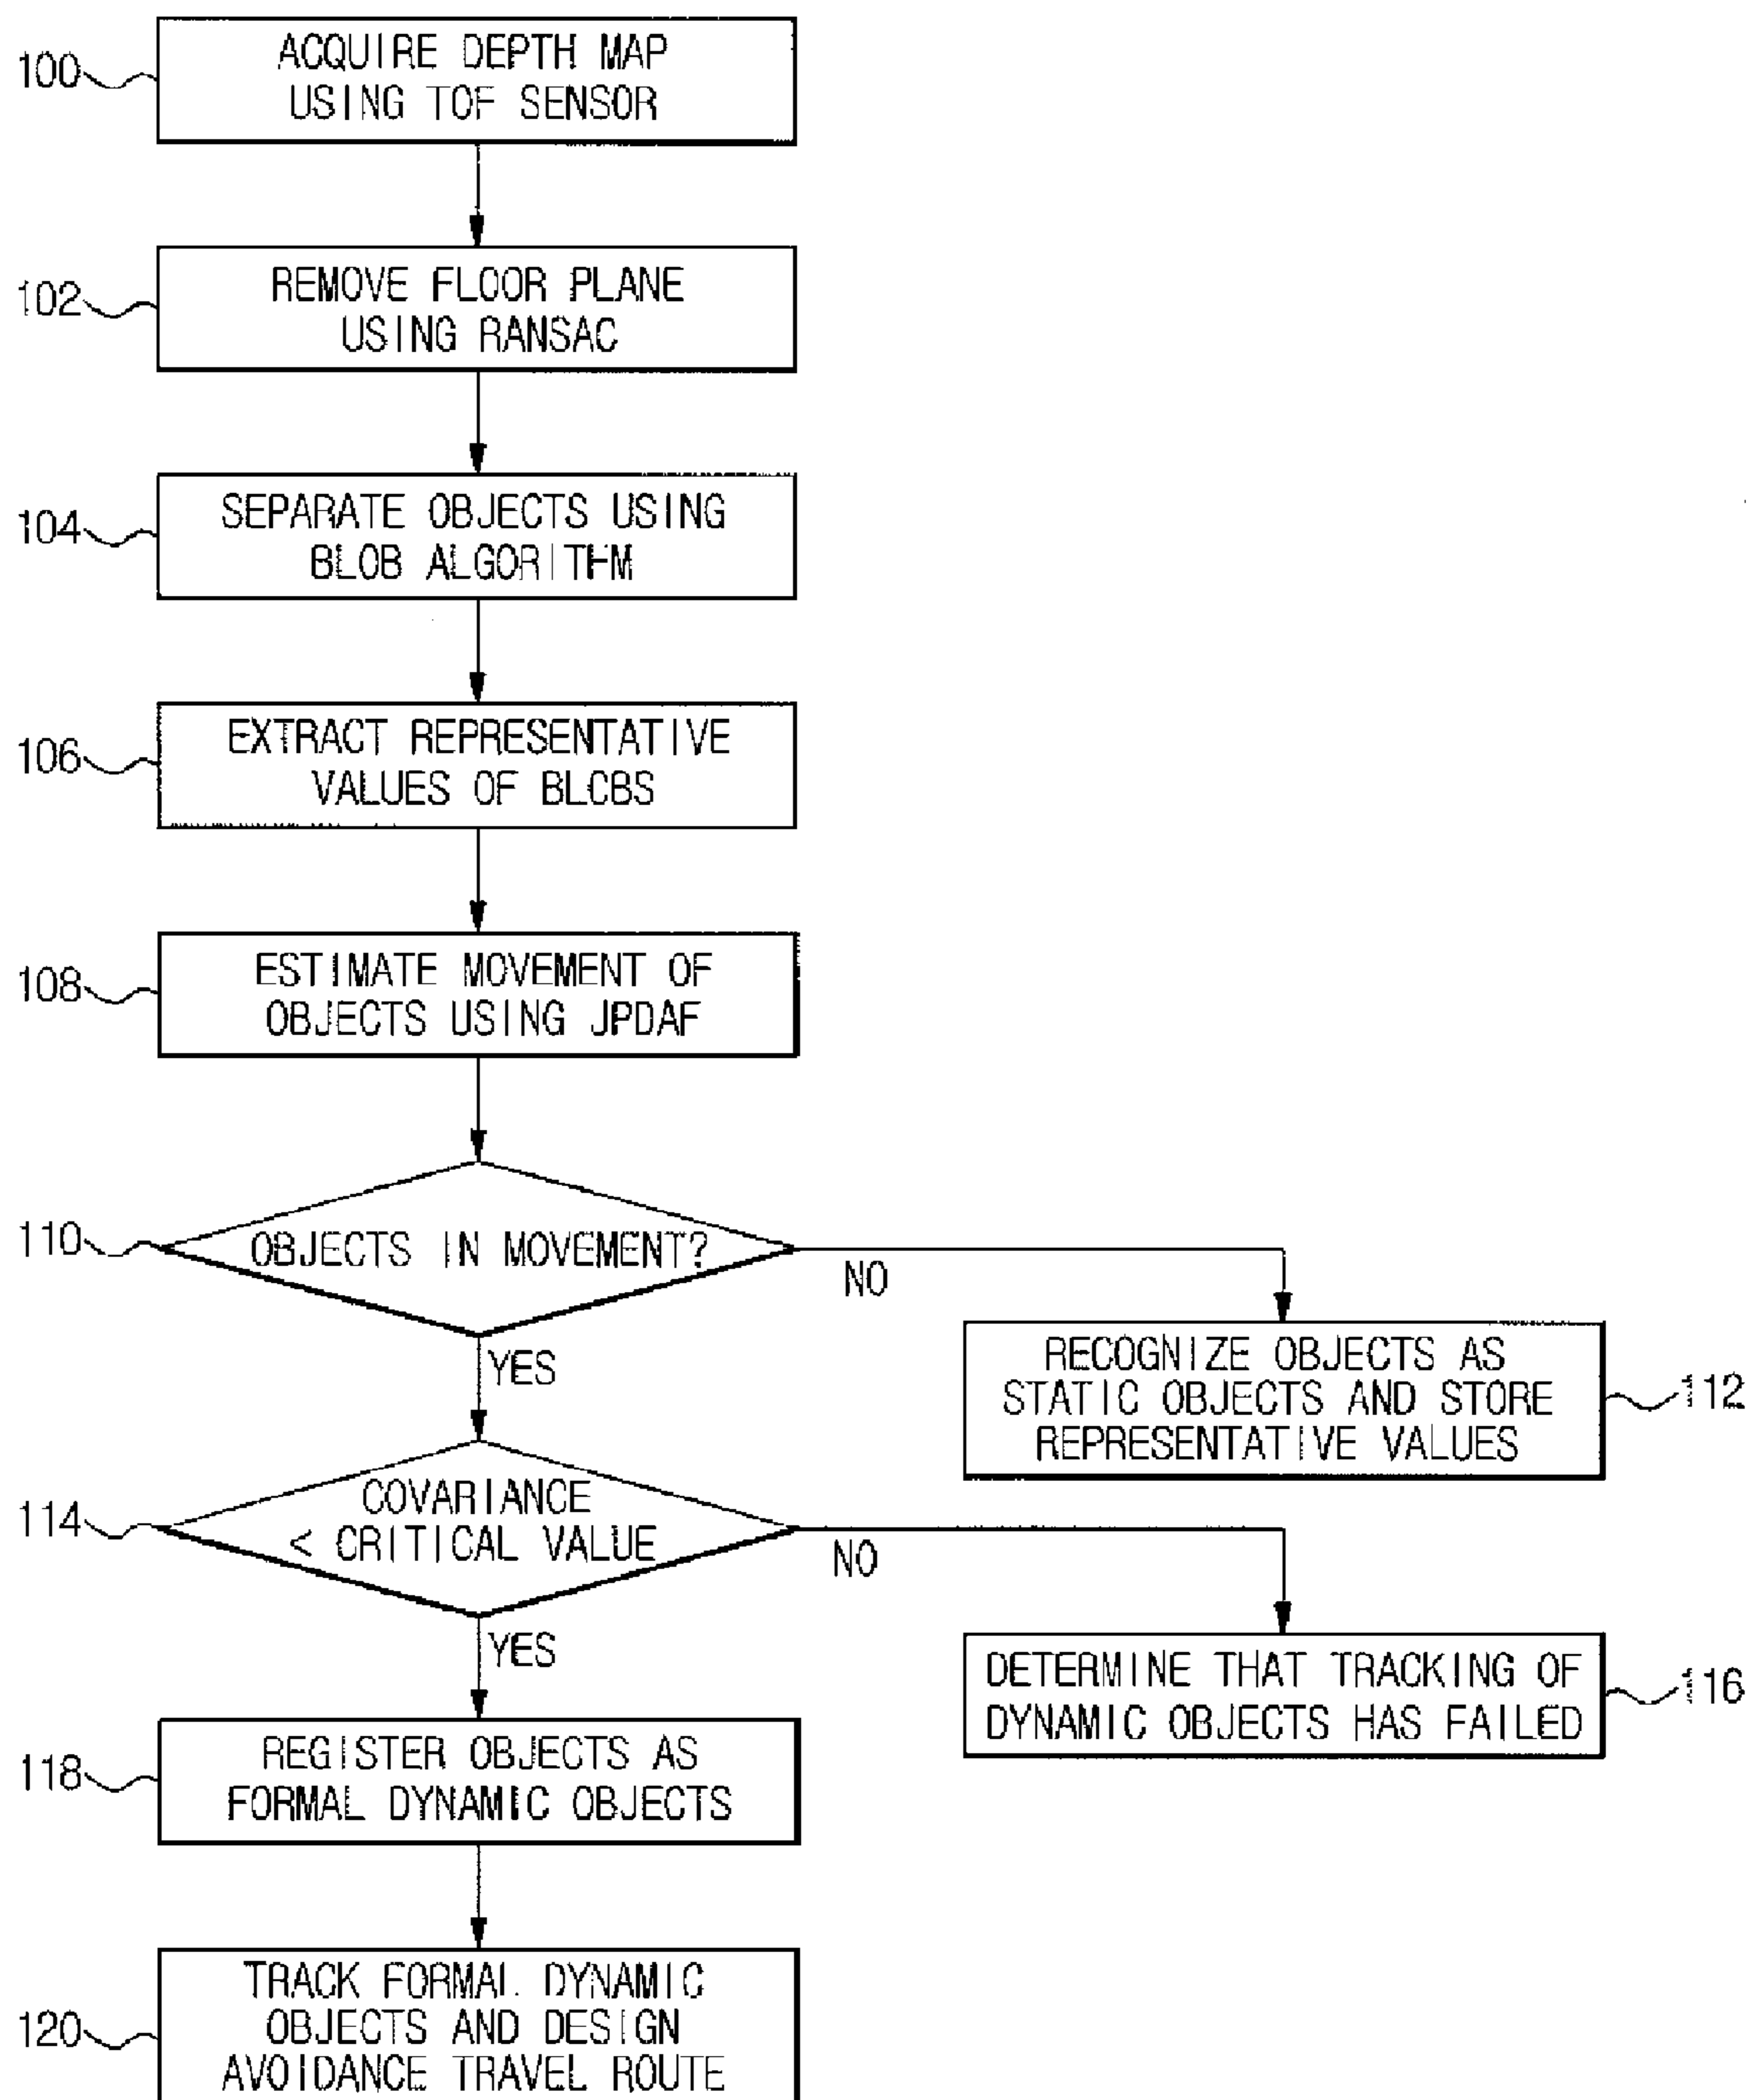 100
ACQUIRE DEPTH MAP
USING TOF SENSOR
102
REMOVE FLOOR PLANE
USING RANSAC
104
SEPARATE OBJECTS USING
BLOB ALGORITHM
106
EXTRACT REPRESENTATIVE
VALUES OF BLOBS
108
ESTIMATE MOVEMENT OF
OBJECTS USING JPDAF
110
OBJECTS IN MOVEMENT?
NO
YES
RECOGNIZE OBJECTS AS
STATIC OBJECTS AND STORE
REPRESENTATIVE VALUES
112
114
COVARIANCE
< CRITICAL VALUE
NO
YES
DETERMINE THAT TRACKING OF
DYNAMIC OBJECTS HAS FAILED
116
118
REGISTER OBJECTS AS
FORMAL DYNAMIC OBJECTS
120
TRACK FORMAL DYNAMIC
OBJECTS AND DESIGN
AVOIDANCE TRAVEL ROUTE